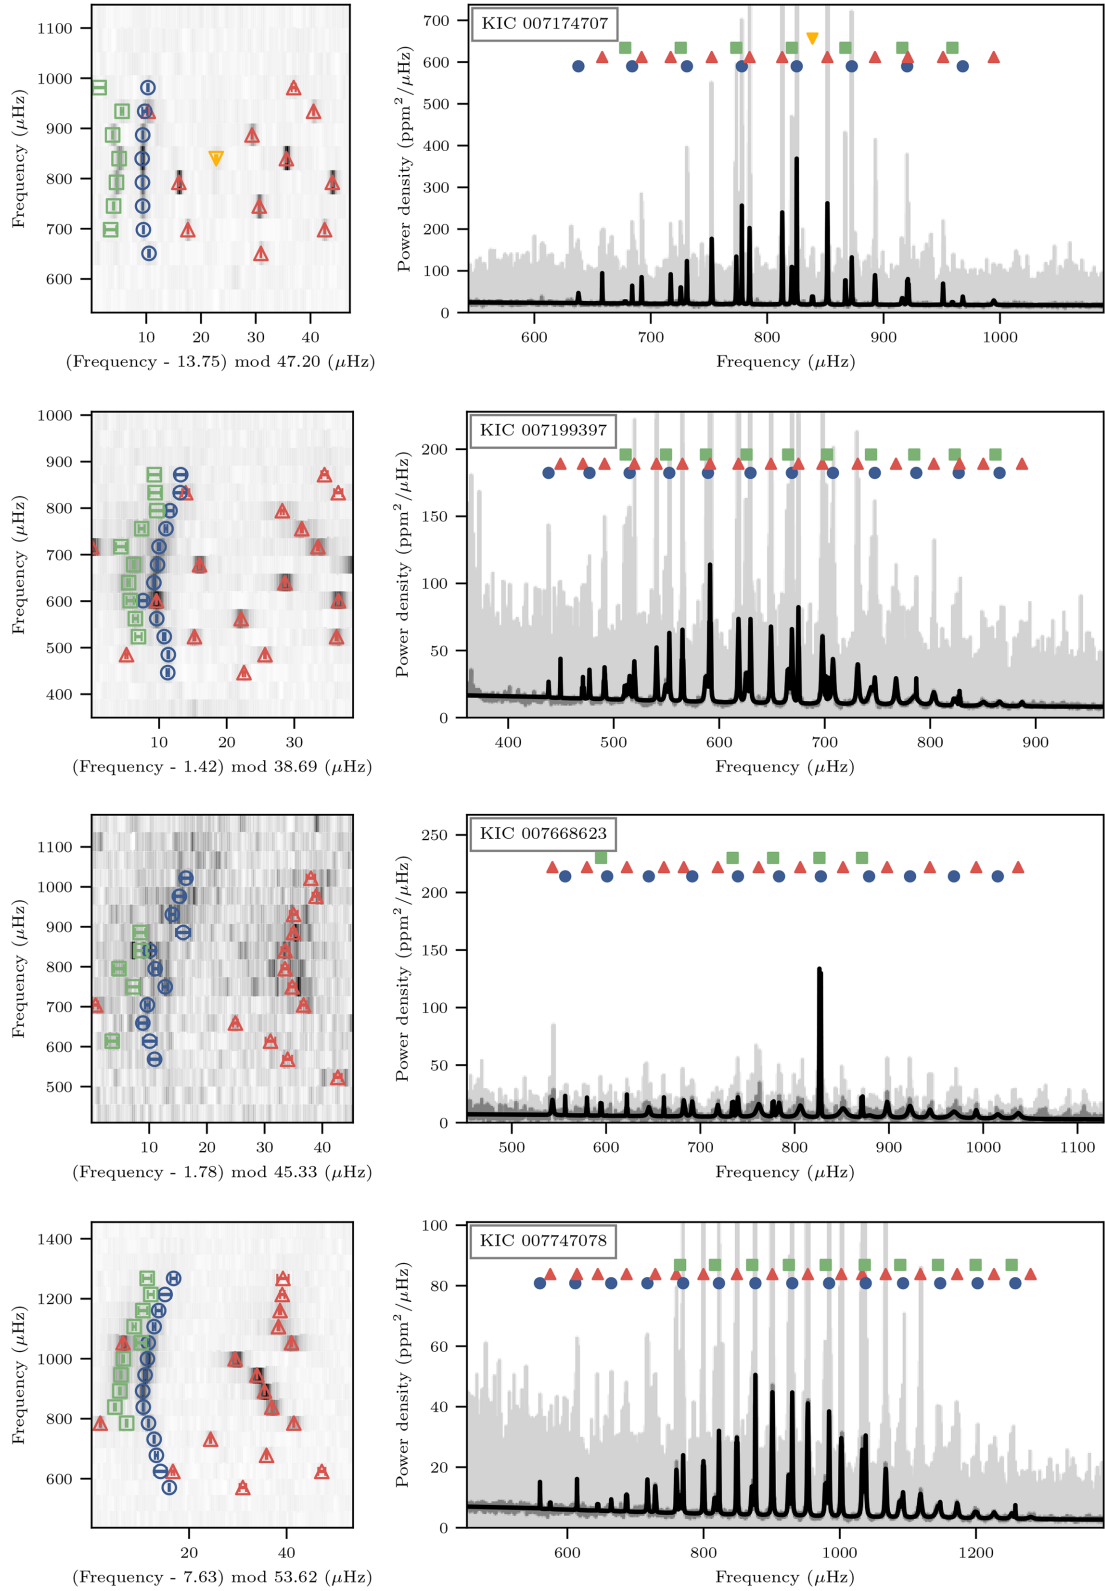 KIC 007174707
Frequency (μHz)
1100
1000
900
800
700
600
10 20 30 40
(Frequency - 13.75) mod 47.20 (μHz)
Power density (ppm²/μHz)
700
600
500
400
300
200
100
0
600 700 800 900 1000
Frequency (μHz)
KIC 007199397
Frequency (μHz)
1000
900
800
700
600
500
400
10 20 30
(Frequency - 1.42) mod 38.69 (μHz)
Power density (ppm²/μHz)
200
150
100
50
0
400 500 600 700 800 900
Frequency (μHz)
KIC 007668623
Frequency (μHz)
1100
1000
900
800
700
600
500
10 20 30 40
(Frequency - 1.78) mod 45.33 (μHz)
Power density (ppm²/μHz)
250
200
150
100
50
0
500 600 700 800 900 1000 1100
Frequency (μHz)
KIC 007747078
Frequency (μHz)
1400
1200
1000
800
600
20 40
(Frequency - 7.63) mod 53.62 (μHz)
Power density (ppm²/μHz)
100
80
60
40
20
0
600 800 1000 1200
Frequency (μHz)